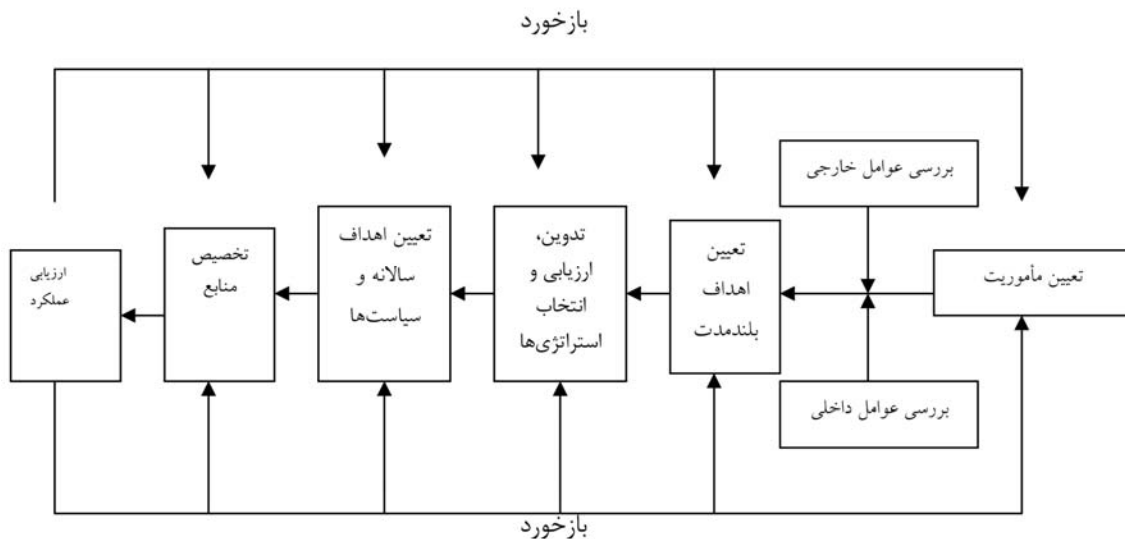 بازخورد
بررسی عوامل خارجی
تعیین مأموریت
بررسی عوامل داخلی
تعیین
اهداف
بلندمدت
تدوین،
ارزیابی و
انتخاب
استراتژی‌ها
تعیین اهداف
سالانه و
سیاست‌ها
تخصیص
منابع
ارزیابی
عملکرد
بازخورد